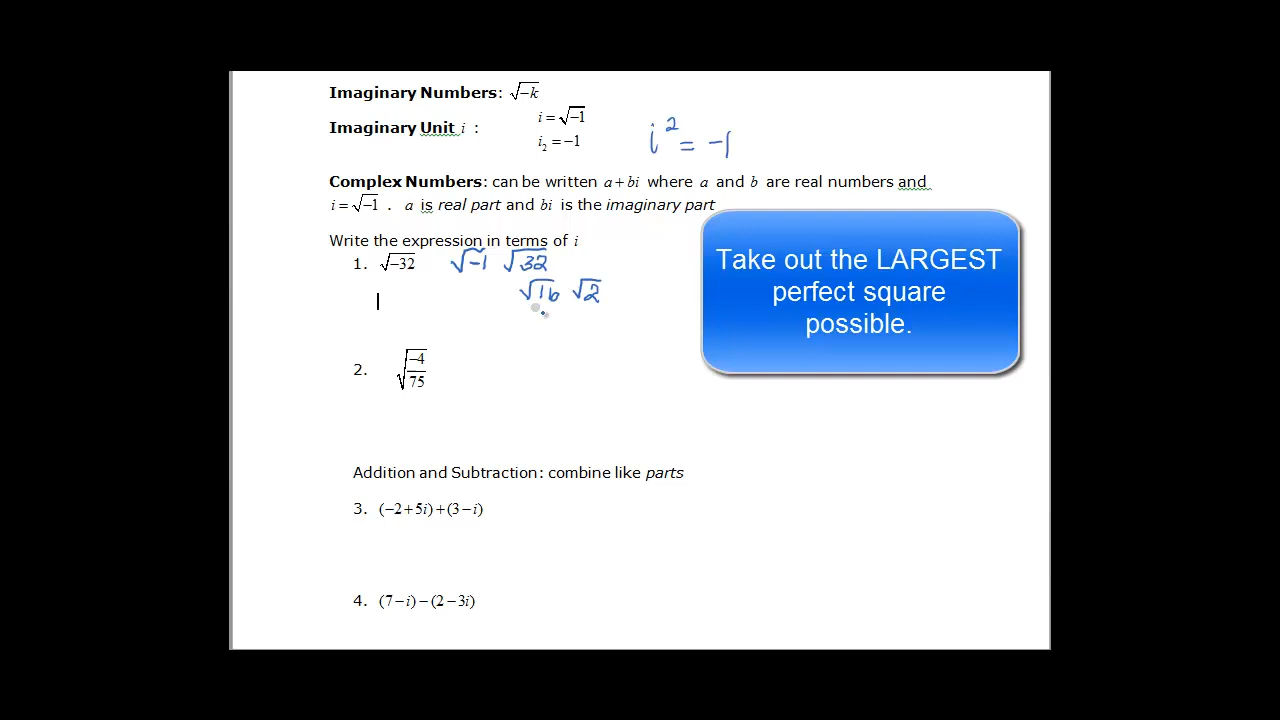 Imaginary Numbers: √−k
Imaginary Unit i :
i = √−1
i₂ = −1
i² = −1
Complex Numbers: can be written a + bi where a and b are real numbers and
i = √−1 . a is real part and bi is the imaginary part
Write the expression in terms of i
1. √−32 √−1 √32
√16 √2
Take out the LARGEST
perfect square
possible.
2. √(−4/75)
Addition and Subtraction: combine like parts
3. (−2+5i)+(3−i)
4. (7−i)−(2−3i)